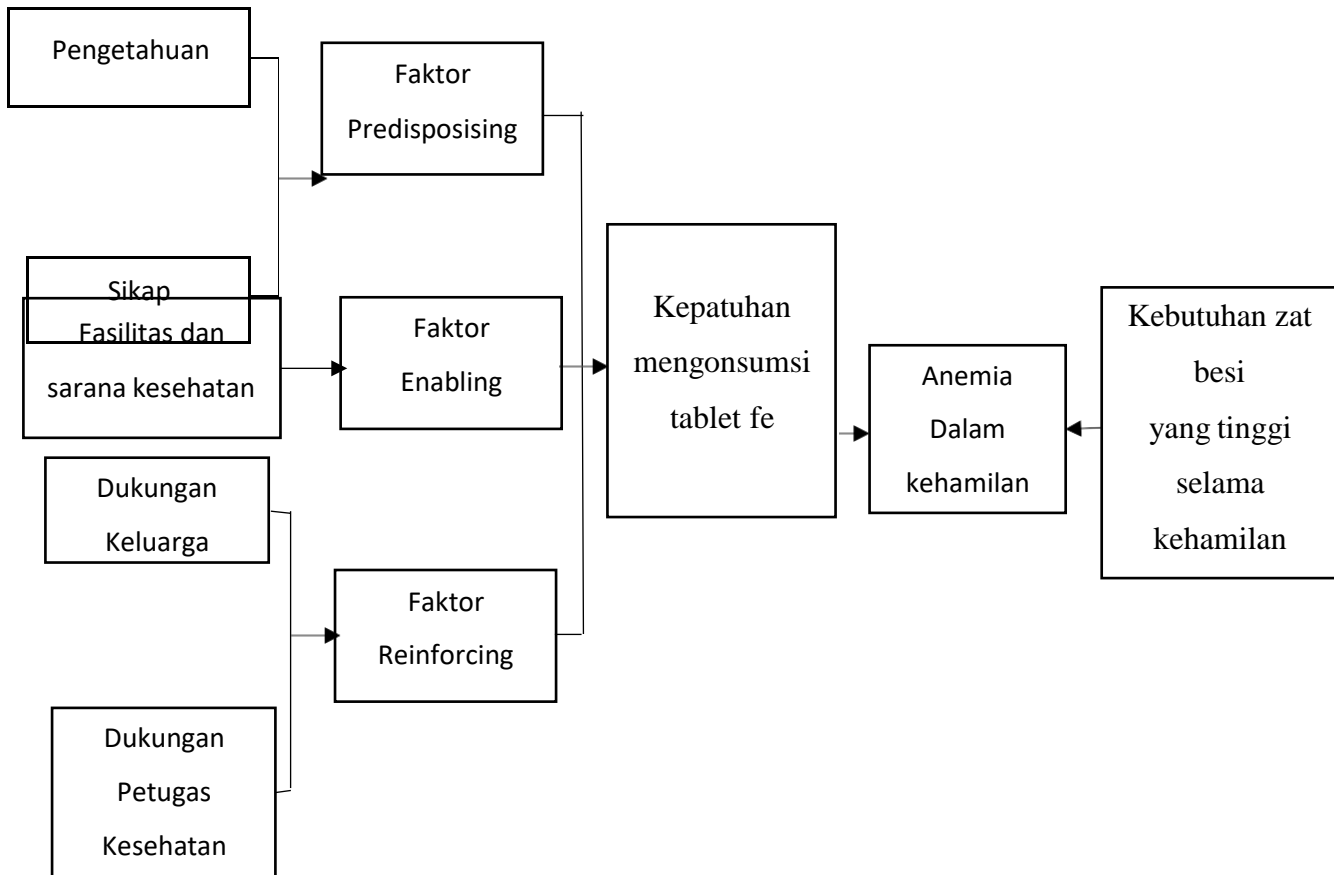 Pengetahuan
Faktor
Predisposising
Sikap
Fasilitas dan
sarana kesehatan
Faktor
Enabling
Dukungan
Keluarga
Faktor
Reinforcing
Dukungan
Petugas
Kesehatan
Kepatuhan
mengonsumsi
tablet fe
Anemia
Dalam
kehamilan
Kebutuhan zat
besi
yang tinggi
selama
kehamilan